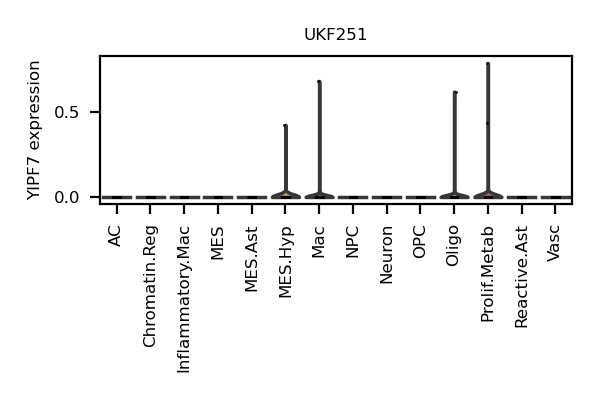 UKF251
YIPF7 expression
0.5
0.0
AC
Chromatin.Reg
Inflammatory.Mac
MES
MES.Ast
MES.Hyp
Mac
NPC
Neuron
OPC
Oligo
Prolif.Metab
Reactive.Ast
Vasc